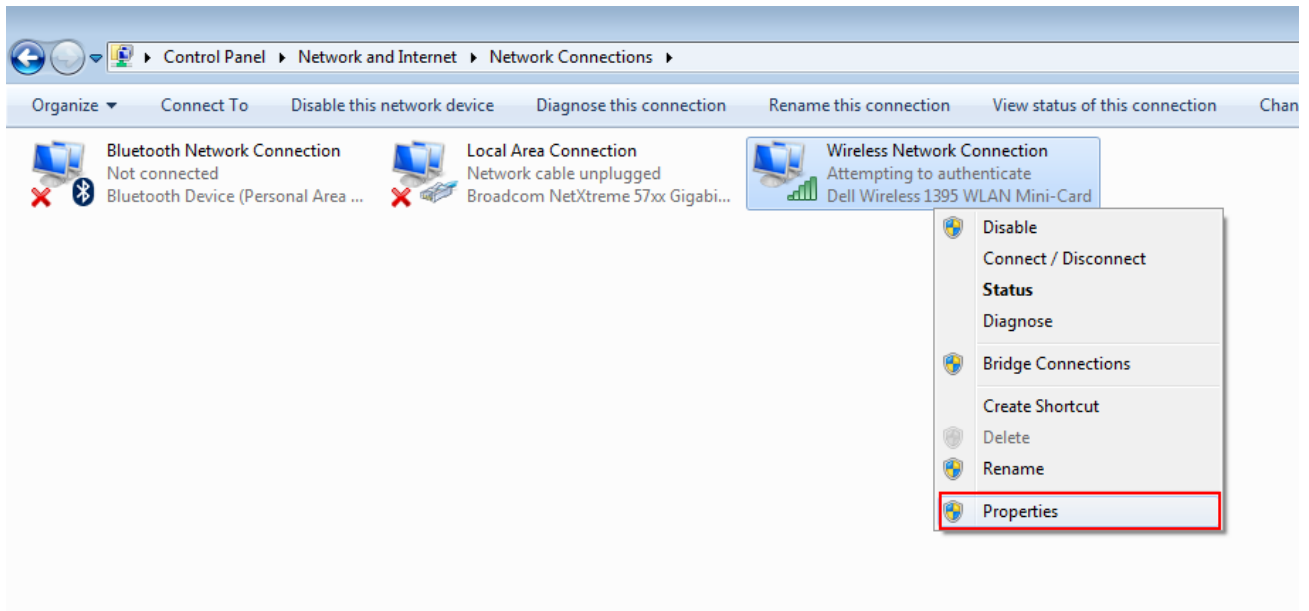 Control Panel Network and Internet Network Connections
Organize Connect To Disable this network device Diagnose this connection Rename this connection View status of this connection Chan
Bluetooth Network Connection
Not connected
Bluetooth Device (Personal Area ...
Local Area Connection
Network cable unplugged
Broadcom NetXtreme 57xx Gigabi...
Wireless Network Connection
Attempting to authenticate
Dell Wireless 1395 WLAN Mini-Card
Disable
Connect / Disconnect
Status
Diagnose
Bridge Connections
Create Shortcut
Delete
Rename
Properties